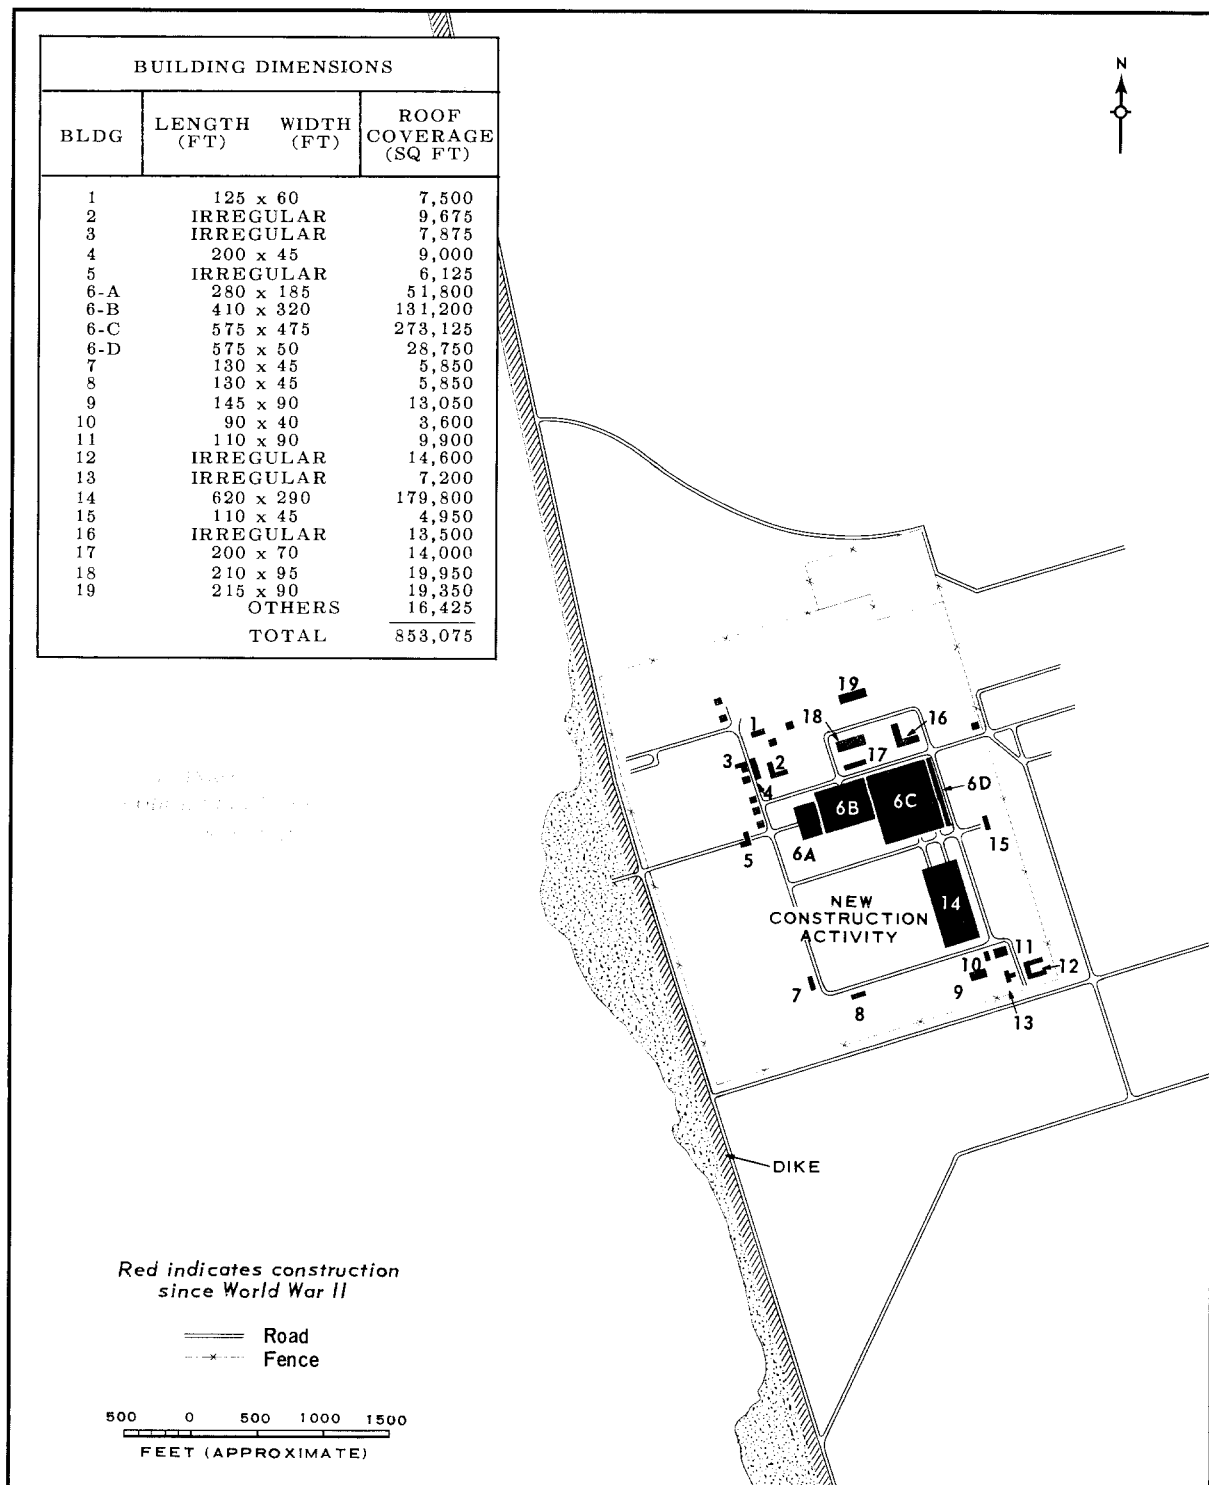 BUILDING DIMENSIONS
BLDG LENGTH (FT) WIDTH (FT) ROOF COVERAGE (SQ FT)
1 125 x 60 7,500
2 IRREGULAR 9,675
3 IRREGULAR 7,875
4 200 x 45 9,000
5 IRREGULAR 6,125
6-A 280 x 185 51,800
6-B 410 x 320 131,200
6-C 575 x 475 273,125
6-D 575 x 50 28,750
7 130 x 45 5,850
8 130 x 45 5,850
9 145 x 90 13,050
10 90 x 40 3,600
11 110 x 90 9,900
12 IRREGULAR 14,600
13 IRREGULAR 7,200
14 620 x 290 179,800
15 110 x 45 4,950
16 IRREGULAR 13,500
17 200 x 70 14,000
18 210 x 95 19,950
19 215 x 90 19,350
OTHERS 16,425
TOTAL 853,075
N
19
1
18
16
3
2
17
4
6B
6C
6D
5
6A
15
14
NEW
CONSTRUCTION
ACTIVITY
11
10
12
7
9
8
13
DIKE
Red indicates construction
since World War II
Road
Fence
500 0 500 1000 1500
FEET (APPROXIMATE)